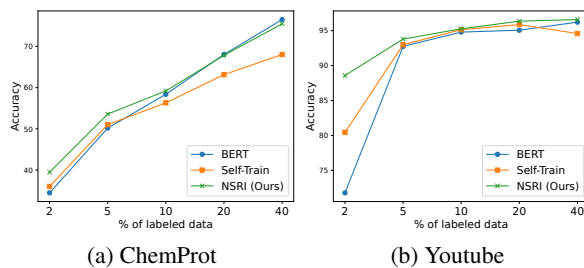 Accuracy
70
60
50
40
BERT
Self-Train
NSRI (Ours)
2 5 10 20 40
% of labeled data
(a) ChemProt
Accuracy
95
90
85
80
75
BERT
Self-Train
NSRI (Ours)
2 5 10 20 40
% of labeled data
(b) Youtube